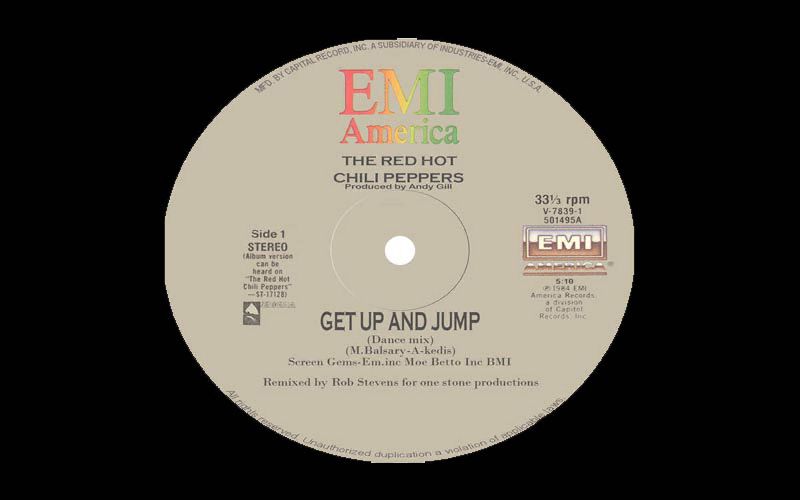 MFD. BY CAPITAL RECORD, INC. A SUBSIDIARY OF INDUSTRIES-EMI, INC., U.S.A.
EMI
America
THE RED HOT
CHILI PEPPERS
Produced by Andy Gill
33⅓ rpm
V-7839-1
501495A
EMI
AMERICA
Side 1
STEREO
(Album version
can be
heard on
"The Red Hot
Chili Peppers"
—ST-17128)
5:10
℗ 1984 EMI
America Records,
a division
of Capitol
Records, Inc.
GET UP AND JUMP
(Dance mix)
(M.Balsary-A-kedis)
Screen Gems-Em.inc Moe Betto Inc BMI
Remixed by Rob Stevens for one stone productions
All rights reserved. Unauthorized duplication a violation of applicable laws.